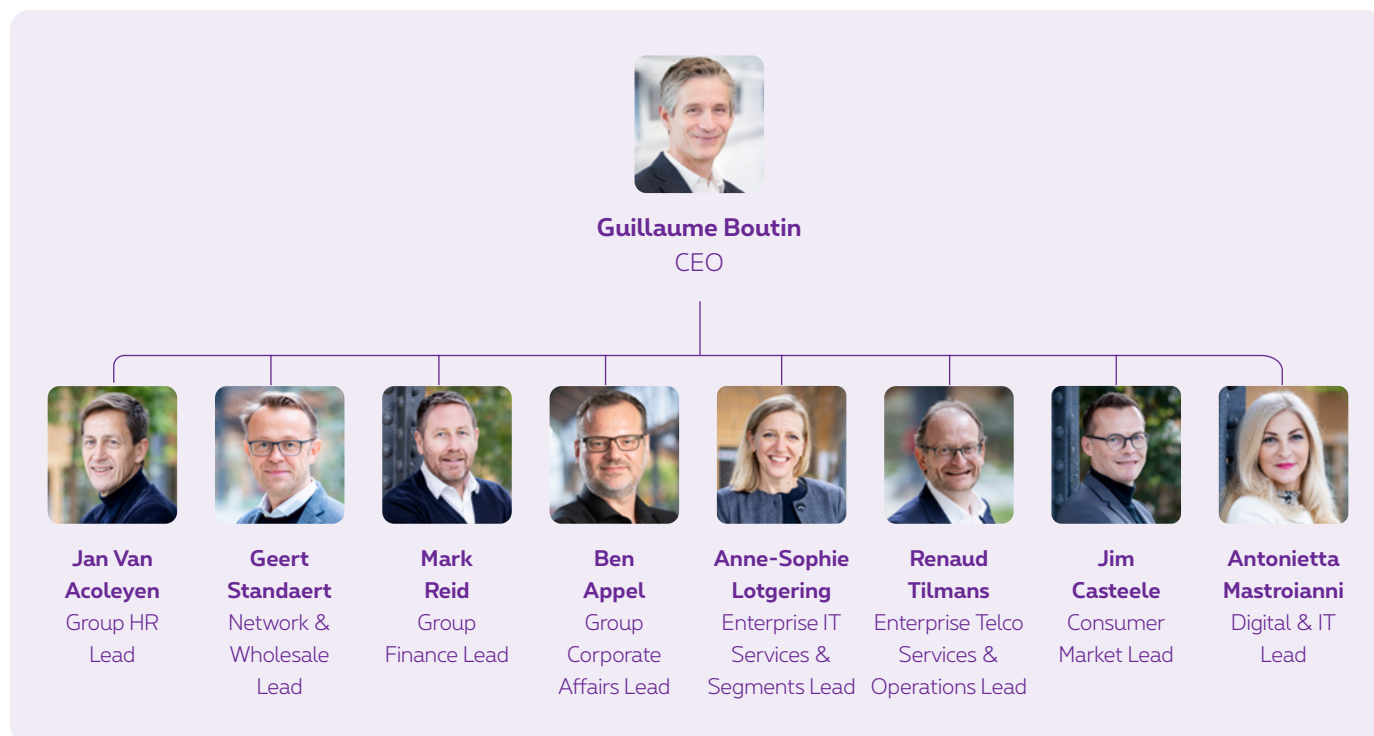 Guillaume Boutin
CEO
Jan Van
Acoleyen
Group HR
Lead
Geert
Standaert
Network &
Wholesale
Lead
Mark
Reid
Group
Finance Lead
Ben
Appel
Group
Corporate
Affairs Lead
Anne-Sophie
Lotgering
Enterprise IT
Services &
Segments Lead
Renaud
Tilmans
Enterprise Telco
Services &
Operations Lead
Jim
Casteele
Consumer
Market Lead
Antonietta
Mastroianni
Digital & IT
Lead